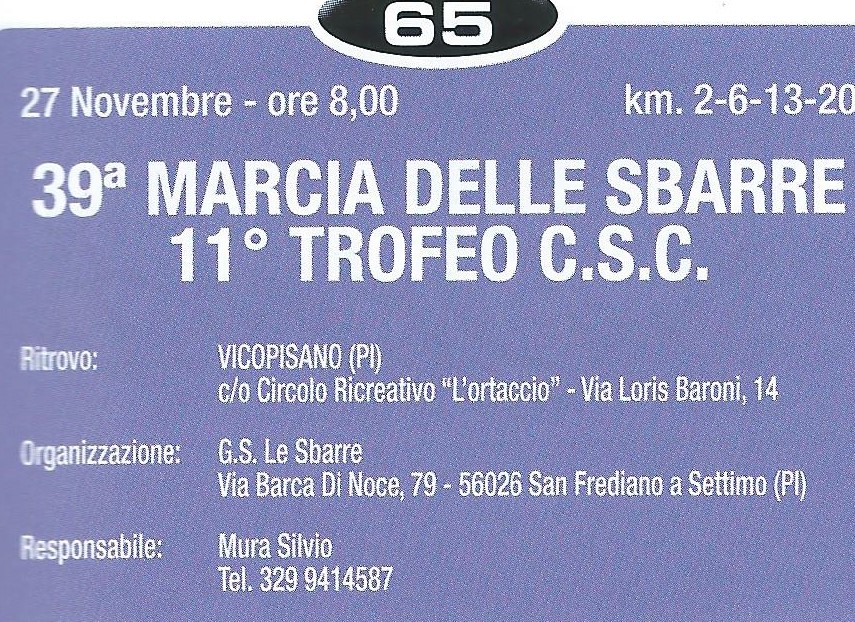 65
27 Novembre - ore 8,00
km. 2-6-13-20
39ª MARCIA DELLE SBARRE
11° TROFEO C.S.C.
Ritrovo:
VICOPISANO (PI)
c/o Circolo Ricreativo “L’ortaccio” - Via Loris Baroni, 14
Organizzazione:
G.S. Le Sbarre
Via Barca Di Noce, 79 - 56026 San Frediano a Settimo (PI)
Responsabile:
Mura Silvio
Tel. 329 9414587